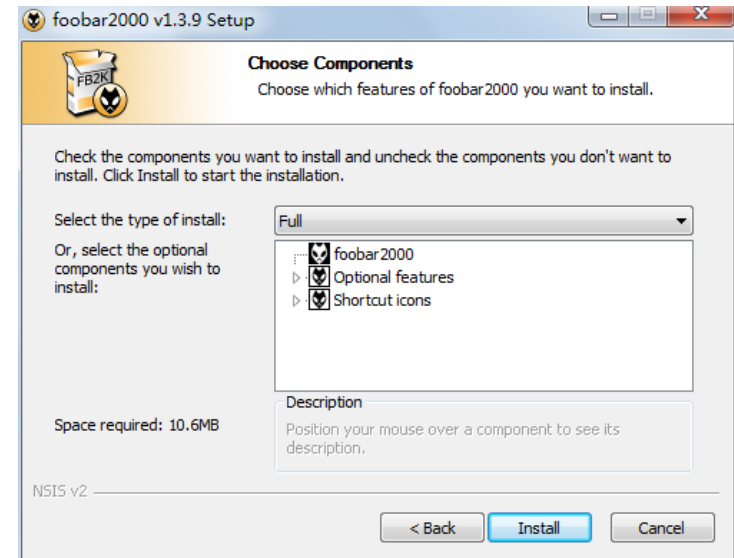 foobar2000 v1.3.9 Setup
FB2K
Choose Components
Choose which features of foobar2000 you want to install.
Check the components you want to install and uncheck the components you don't want to
install. Click Install to start the installation.
Select the type of install:
Full
Or, select the optional
components you wish to
install:
foobar2000
Optional features
Shortcut icons
Space required: 10.6MB
Description
Position your mouse over a component to see its
description.
NSIS v2
< Back
Install
Cancel